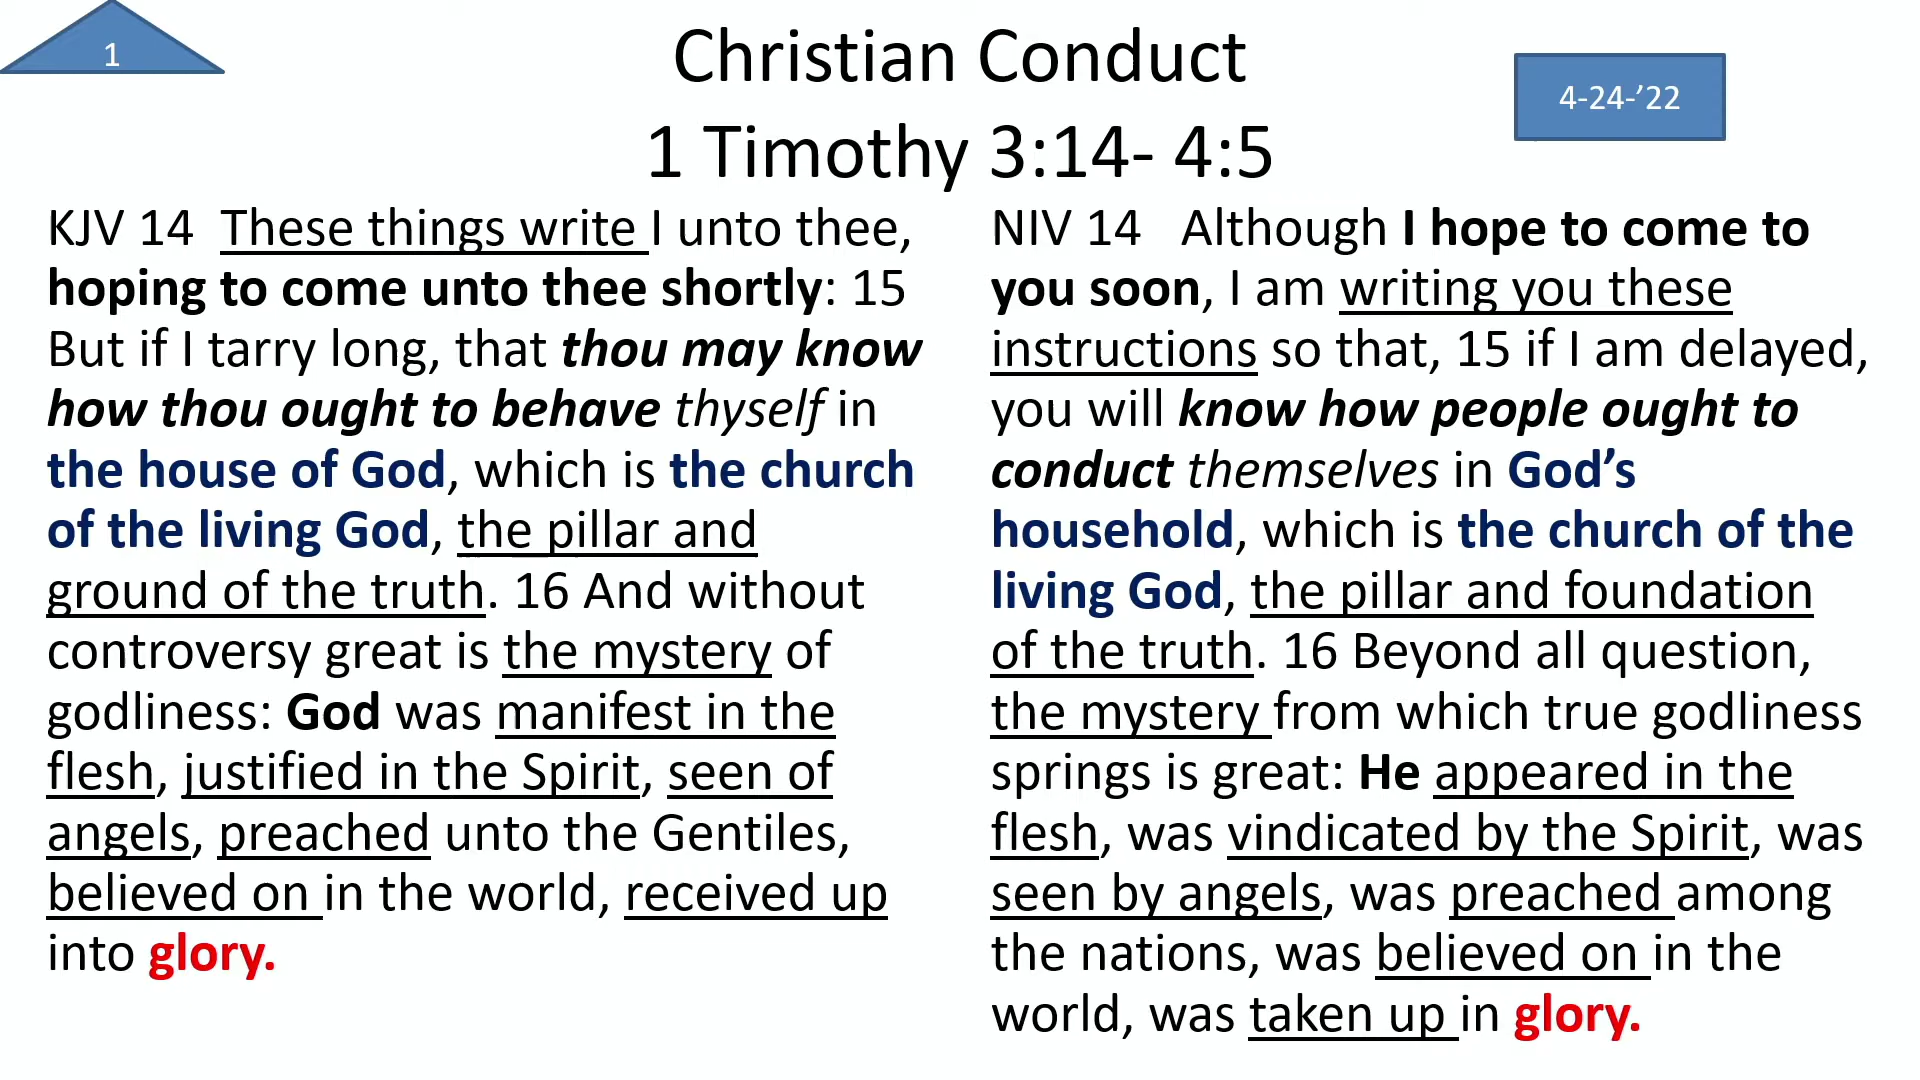 1
Christian Conduct
1 Timothy 3:14- 4:5
4-24-’22
KJV 14 These things write I unto thee,
hoping to come unto thee shortly: 15
But if I tarry long, that thou may know
how thou ought to behave thyself in
the house of God, which is the church
of the living God, the pillar and
ground of the truth. 16 And without
controversy great is the mystery of
godliness: God was manifest in the
flesh, justified in the Spirit, seen of
angels, preached unto the Gentiles,
believed on in the world, received up
into glory.
NIV 14 Although I hope to come to
you soon, I am writing you these
instructions so that, 15 if I am delayed,
you will know how people ought to
conduct themselves in God’s
household, which is the church of the
living God, the pillar and foundation
of the truth. 16 Beyond all question,
the mystery from which true godliness
springs is great: He appeared in the
flesh, was vindicated by the Spirit, was
seen by angels, was preached among
the nations, was believed on in the
world, was taken up in glory.